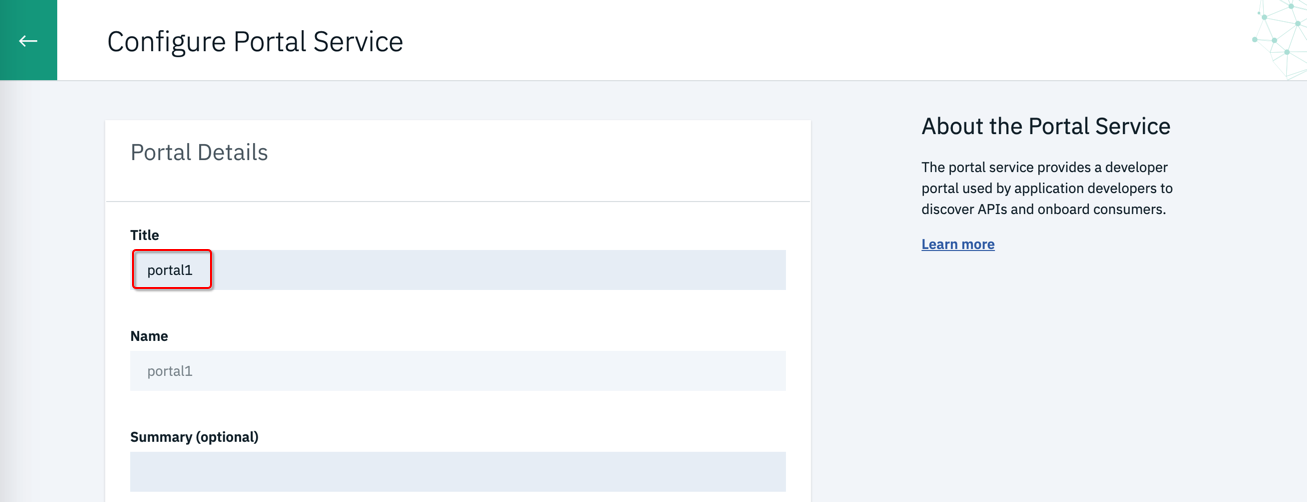 Configure Portal Service
Portal Details
Title
portal1
Name
portal1
Summary (optional)
About the Portal Service
The portal service provides a developer
portal used by application developers to
discover APIs and onboard consumers.
Learn more